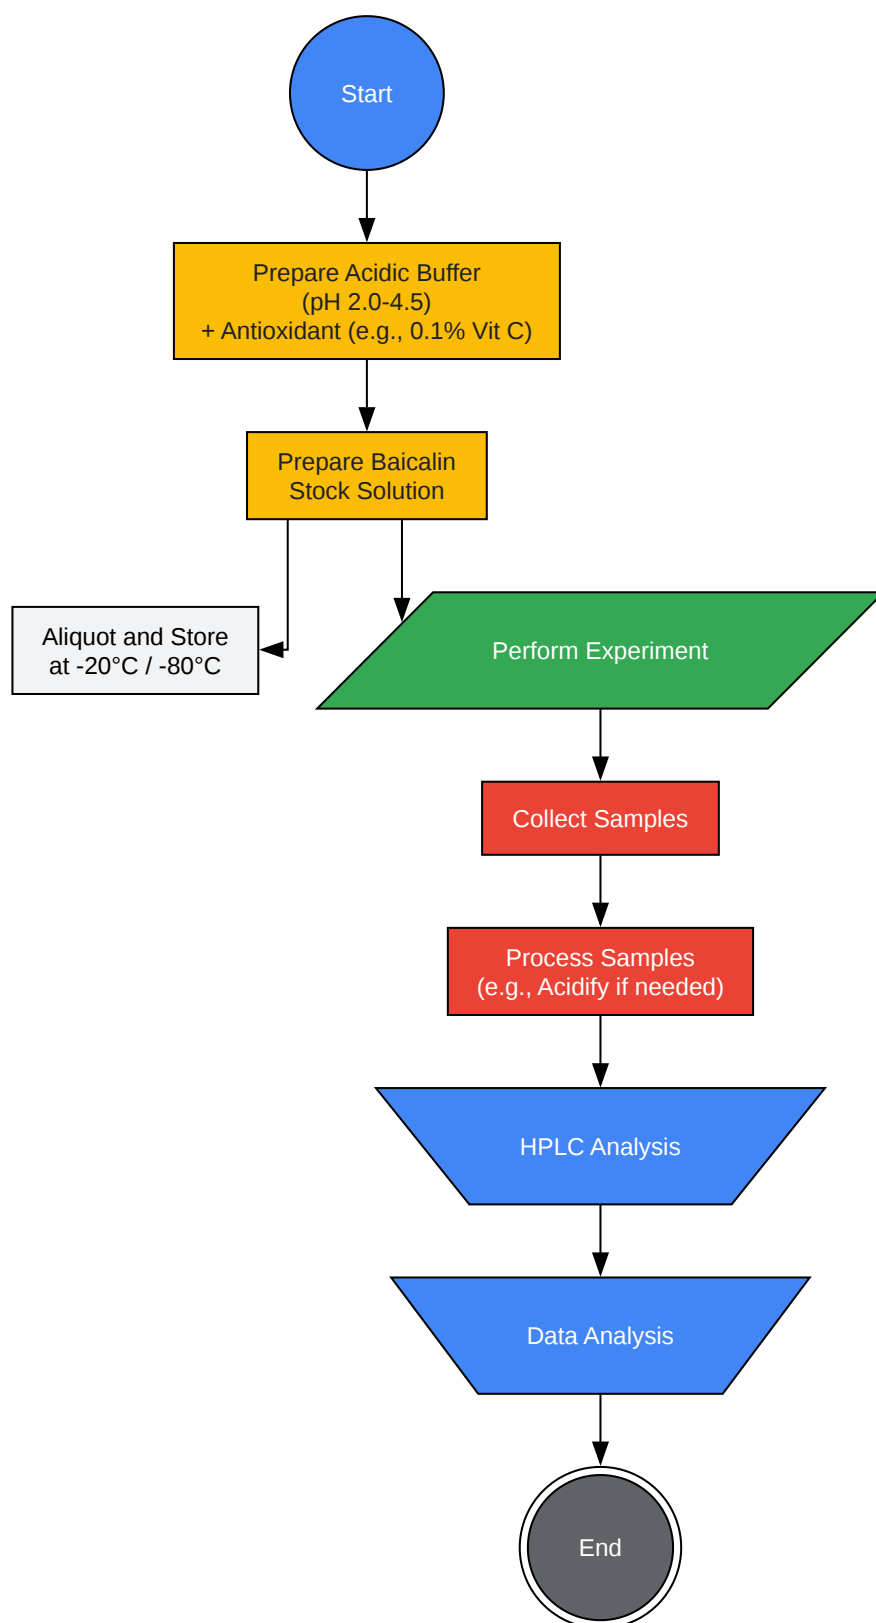 Start
Prepare Acidic Buffer
(pH 2.0-4.5)
+ Antioxidant (e.g., 0.1% Vit C)
Prepare Baicalin
Stock Solution
Aliquot and Store
at -20°C / -80°C
Perform Experiment
Collect Samples
Process Samples
(e.g., Acidify if needed)
HPLC Analysis
Data Analysis
End